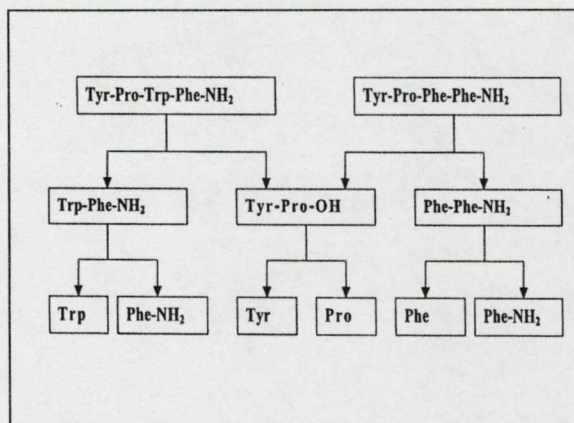 Tyr-Pro-Trp-Phe-NH₂ Tyr-Pro-Phe-Phe-NH₂
Trp-Phe-NH₂ Tyr-Pro-OH Phe-Phe-NH₂
Trp Phe-NH₂ Tyr Pro Phe Phe-NH₂